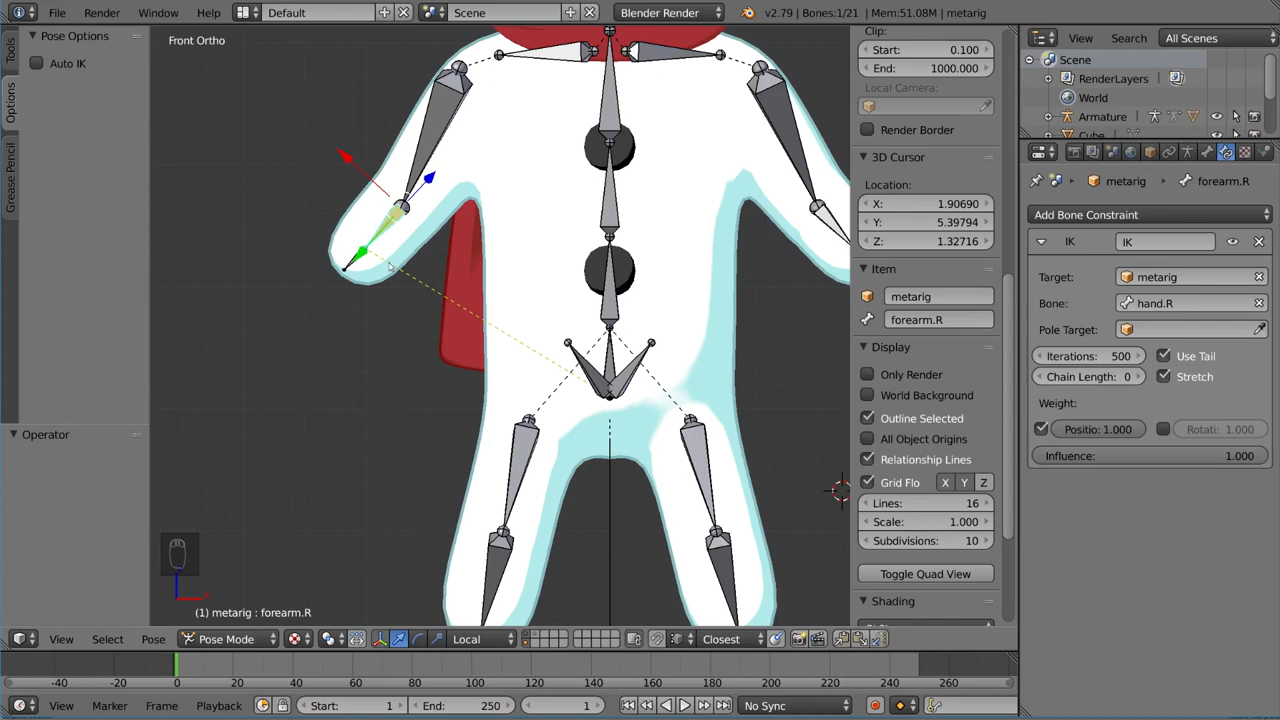 File Render Window Help Default Scene Blender Render v2.79 | Bones:1/21 | Mem:51.08M | metarig
Pose Options
Auto IK
Tools
Options
Grease Pencil
Operator
Front Ortho
(1) metarig : forearm.R
Clip:
Start: 0.100
End: 1000.000
Local Camera:
Render Border
3D Cursor
Location:
X: 1.90690
Y: 5.39794
Z: 1.32716
Item
metarig
forearm.R
Display
Only Render
World Background
Outline Selected
All Object Origins
Relationship Lines
Grid Flo X Y Z
Lines: 16
Scale: 1.000
Subdivisions: 10
Toggle Quad View
Shading
View Search All Scenes
Scene
RenderLayers
World
Armature
Cube
metarig forearm.R
Add Bone Constraint
IK IK
Target: metarig
Bone: hand.R
Pole Target:
Iterations: 500 Use Tail
Chain Length: 0 Stretch
Weight:
Positio: 1.000 Rotati: 1.000
Influence: 1.000
View Select Pose Pose Mode Local Closest
-40 -20 0 20 40 60 80 100 120 140 160 180 200 220 240 260
View Marker Frame Playback Start: 1 End: 250 1 No Sync